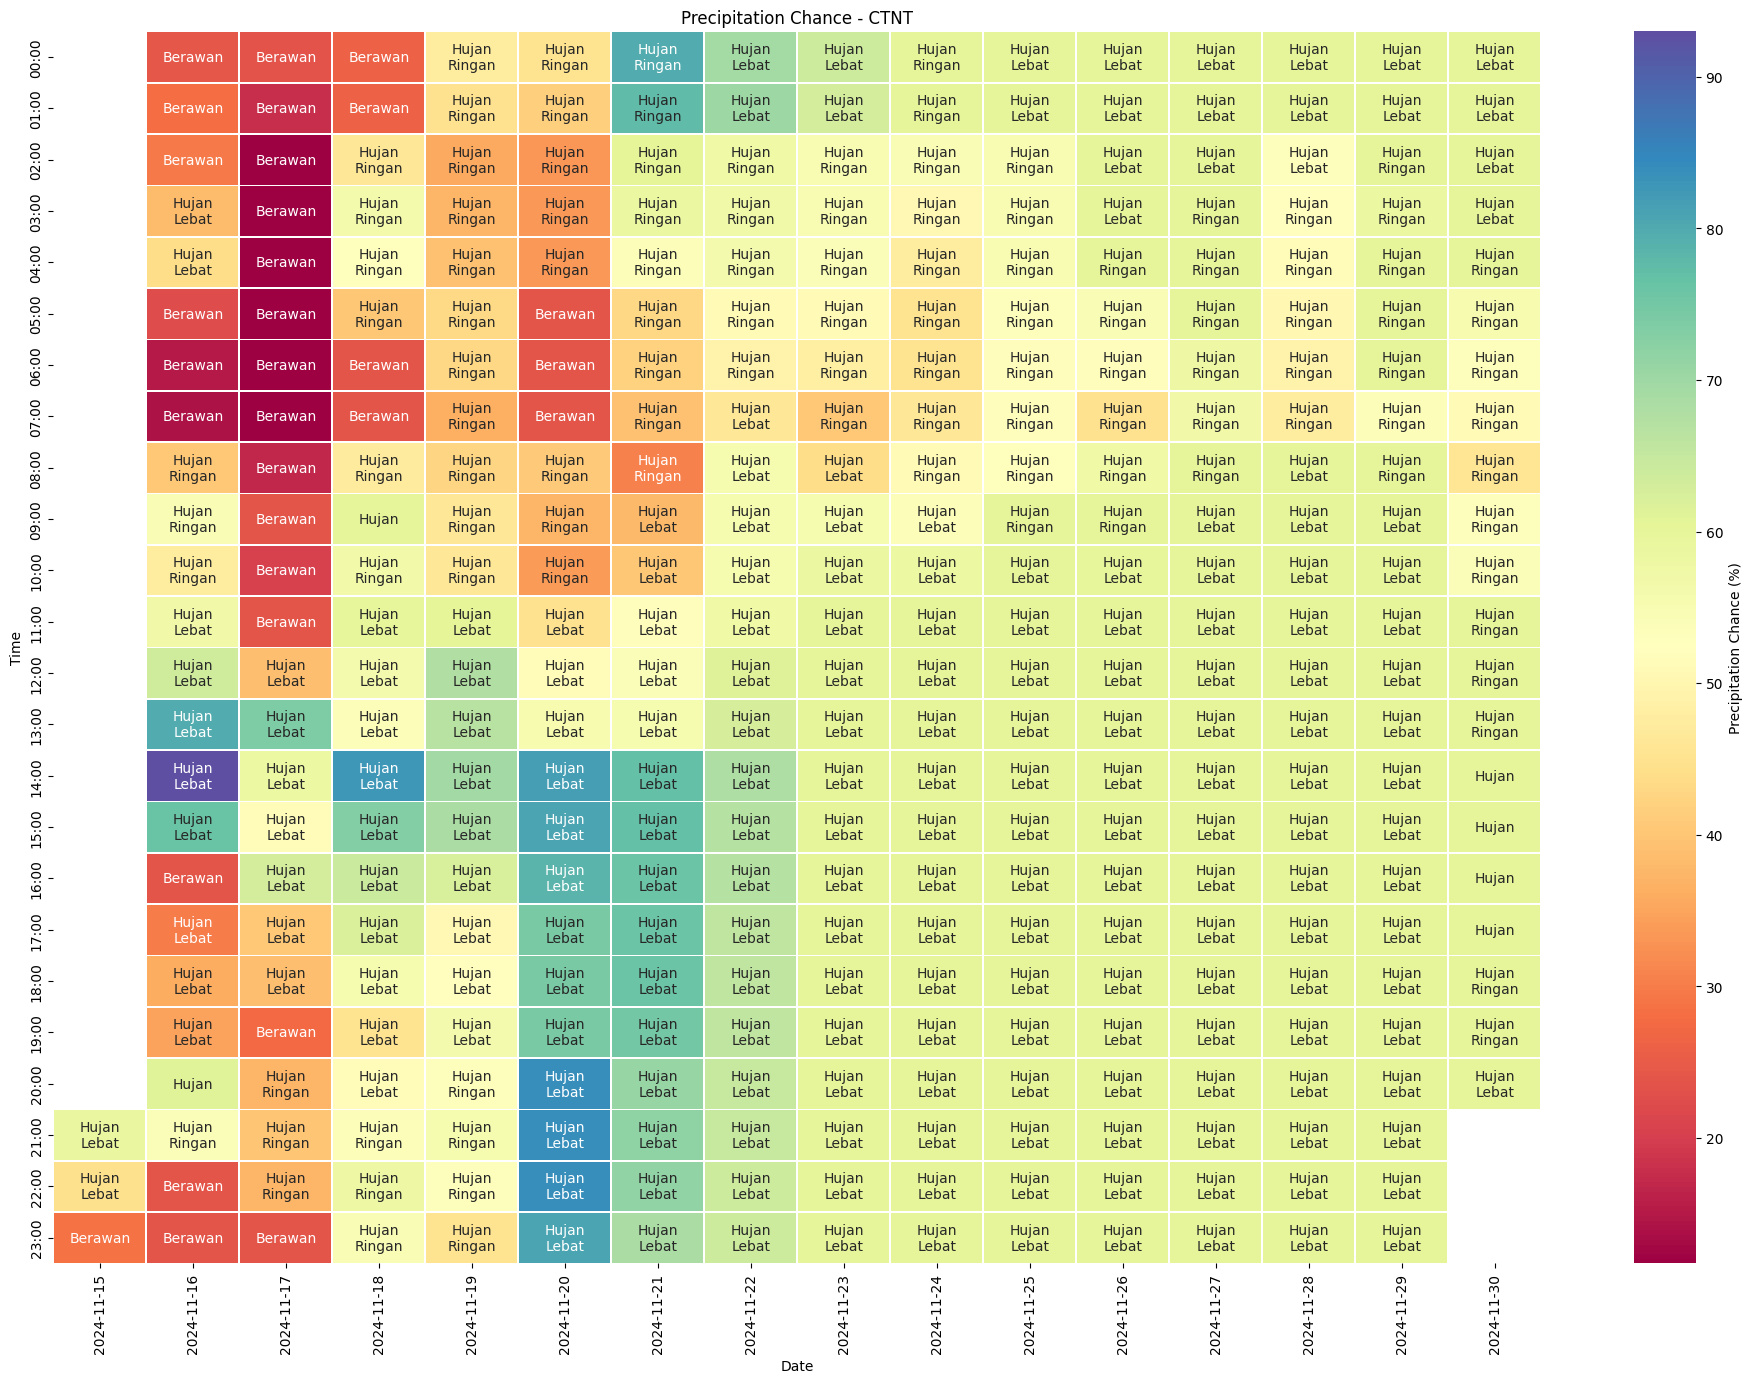 Precipitation Chance - CTNT
Hujan Hujan Hujan Hujan Hujan Hujan Hujan Hujan Hujan Hujan Hujan Hujan
00:00 Berawan Berawan Berawan
Ringan Ringan Ringan Lebat Lebat Ringan Lebat Lebat Lebat Lebat Lebat Lebat
Hujan Hujan Hujan Hujan Hujan Hujan Hujan Hujan Hujan Hujan Hujan Hujan
01:00 Berawan Berawan Berawan
Ringan Ringan Ringan Lebat Lebat Ringan Lebat Lebat Lebat Lebat Lebat Lebat
Hujan Hujan Hujan Hujan Hujan Hujan Hujan Hujan Hujan Hujan Hujan Hujan Hujan
02:00 Berawan Berawan
Ringan Ringan Ringan Ringan Ringan Ringan Ringan Ringan Lebat Lebat Lebat Ringan Lebat
Hujan Hujan Hujan Hujan Hujan Hujan Hujan Hujan Hujan Hujan Hujan Hujan Hujan Hujan
03:00 Berawan
Lebat Ringan Ringan Ringan Ringan Ringan Ringan Ringan Ringan Lebat Ringan Ringan Ringan Lebat
Hujan Hujan Hujan Hujan Hujan Hujan Hujan Hujan Hujan Hujan Hujan Hujan Hujan Hujan
04:00 Berawan
Lebat Ringan Ringan Ringan Ringan Ringan Ringan Ringan Ringan Ringan Ringan Ringan Ringan Ringan
Hujan Hujan Hujan Hujan Hujan Hujan Hujan Hujan Hujan Hujan Hujan Hujan
05:00 Berawan Berawan Berawan
Ringan Ringan Ringan Ringan Ringan Ringan Ringan Ringan Ringan Ringan Ringan Ringan
Hujan Hujan Hujan Hujan Hujan Hujan Hujan Hujan Hujan Hujan Hujan
06:00 Berawan Berawan Berawan Berawan
Ringan Ringan Ringan Ringan Ringan Ringan Ringan Ringan Ringan Ringan Ringan
Hujan Hujan Hujan Hujan Hujan Hujan Hujan Hujan Hujan Hujan Hujan
07:00 Berawan Berawan Berawan Berawan
Ringan Ringan Lebat Ringan Ringan Ringan Ringan Ringan Ringan Ringan Ringan
Hujan Hujan Hujan Hujan Hujan Hujan Hujan Hujan Hujan Hujan Hujan Hujan Hujan Hujan
08:00 Berawan
Ringan Ringan Ringan Ringan Ringan Lebat Lebat Ringan Ringan Ringan Ringan Lebat Ringan Ringan
Hujan Hujan Hujan Hujan Hujan Hujan Hujan Hujan Hujan Hujan Hujan Hujan Hujan
09:00 Berawan Hujan
Ringan Ringan Ringan Lebat Lebat Lebat Lebat Ringan Ringan Lebat Lebat Lebat Ringan
Hujan Hujan Hujan Hujan Hujan Hujan Hujan Hujan Hujan Hujan Hujan Hujan Hujan Hujan
10:00 Berawan
Ringan Ringan Ringan Ringan Lebat Lebat Lebat Lebat Lebat Lebat Lebat Lebat Lebat Ringan
Hujan Hujan Hujan Hujan Hujan Hujan Hujan Hujan Hujan Hujan Hujan Hujan Hujan Hujan
11:00 Berawan
Lebat Lebat Lebat Lebat Lebat Lebat Lebat Lebat Lebat Lebat Lebat Lebat Lebat Ringan
Time
Hujan Hujan Hujan Hujan Hujan Hujan Hujan Hujan Hujan Hujan Hujan Hujan Hujan Hujan Hujan
12:00
Lebat Lebat Lebat Lebat Lebat Lebat Lebat Lebat Lebat Lebat Lebat Lebat Lebat Lebat Ringan
Hujan Hujan Hujan Hujan Hujan Hujan Hujan Hujan Hujan Hujan Hujan Hujan Hujan Hujan Hujan
13:00
Lebat Lebat Lebat Lebat Lebat Lebat Lebat Lebat Lebat Lebat Lebat Lebat Lebat Lebat Ringan
Hujan Hujan Hujan Hujan Hujan Hujan Hujan Hujan Hujan Hujan Hujan Hujan Hujan Hujan
14:00 Hujan
Lebat Lebat Lebat Lebat Lebat Lebat Lebat Lebat Lebat Lebat Lebat Lebat Lebat Lebat
Hujan Hujan Hujan Hujan Hujan Hujan Hujan Hujan Hujan Hujan Hujan Hujan Hujan Hujan
15:00 Hujan
Lebat Lebat Lebat Lebat Lebat Lebat Lebat Lebat Lebat Lebat Lebat Lebat Lebat Lebat
Hujan Hujan Hujan Hujan Hujan Hujan Hujan Hujan Hujan Hujan Hujan Hujan Hujan
16:00 Berawan Hujan
Lebat Lebat Lebat Lebat Lebat Lebat Lebat Lebat Lebat Lebat Lebat Lebat Lebat
Hujan Hujan Hujan Hujan Hujan Hujan Hujan Hujan Hujan Hujan Hujan Hujan Hujan Hujan
17:00 Hujan
Lebat Lebat Lebat Lebat Lebat Lebat Lebat Lebat Lebat Lebat Lebat Lebat Lebat Lebat
Hujan Hujan Hujan Hujan Hujan Hujan Hujan Hujan Hujan Hujan Hujan Hujan Hujan Hujan Hujan
18:00
Lebat Lebat Lebat Lebat Lebat Lebat Lebat Lebat Lebat Lebat Lebat Lebat Lebat Lebat Ringan
Hujan Hujan Hujan Hujan Hujan Hujan Hujan Hujan Hujan Hujan Hujan Hujan Hujan Hujan
19:00 Berawan
Lebat Lebat Lebat Lebat Lebat Lebat Lebat Lebat Lebat Lebat Lebat Lebat Lebat Ringan
Hujan Hujan Hujan Hujan Hujan Hujan Hujan Hujan Hujan Hujan Hujan Hujan Hujan Hujan
20:00 Hujan
Ringan Lebat Ringan Lebat Lebat Lebat Lebat Lebat Lebat Lebat Lebat Lebat Lebat Lebat
Hujan Hujan Hujan Hujan Hujan Hujan Hujan Hujan Hujan Hujan Hujan Hujan Hujan Hujan Hujan
21:00
Lebat Ringan Ringan Ringan Ringan Lebat Lebat Lebat Lebat Lebat Lebat Lebat Lebat Lebat Lebat
Hujan Hujan Hujan Hujan Hujan Hujan Hujan Hujan Hujan Hujan Hujan Hujan Hujan Hujan
22:00 Berawan
Lebat Ringan Ringan Ringan Lebat Lebat Lebat Lebat Lebat Lebat Lebat Lebat Lebat Lebat
Hujan Hujan Hujan Hujan Hujan Hujan Hujan Hujan Hujan Hujan Hujan Hujan
23:00 Berawan Berawan Berawan
Ringan Ringan Lebat Lebat Lebat Lebat Lebat Lebat Lebat Lebat Lebat Lebat
2024-11-15 2024-11-16 2024-11-17 2024-11-18 2024-11-19 2024-11-20 2024-11-21 2024-11-22 2024-11-23 2024-11-24 2024-11-25 2024-11-26 2024-11-27 2024-11-28 2024-11-29 2024-11-30
Date
90
80
70
60
50
40
30
20
Precipitation Chance (%)